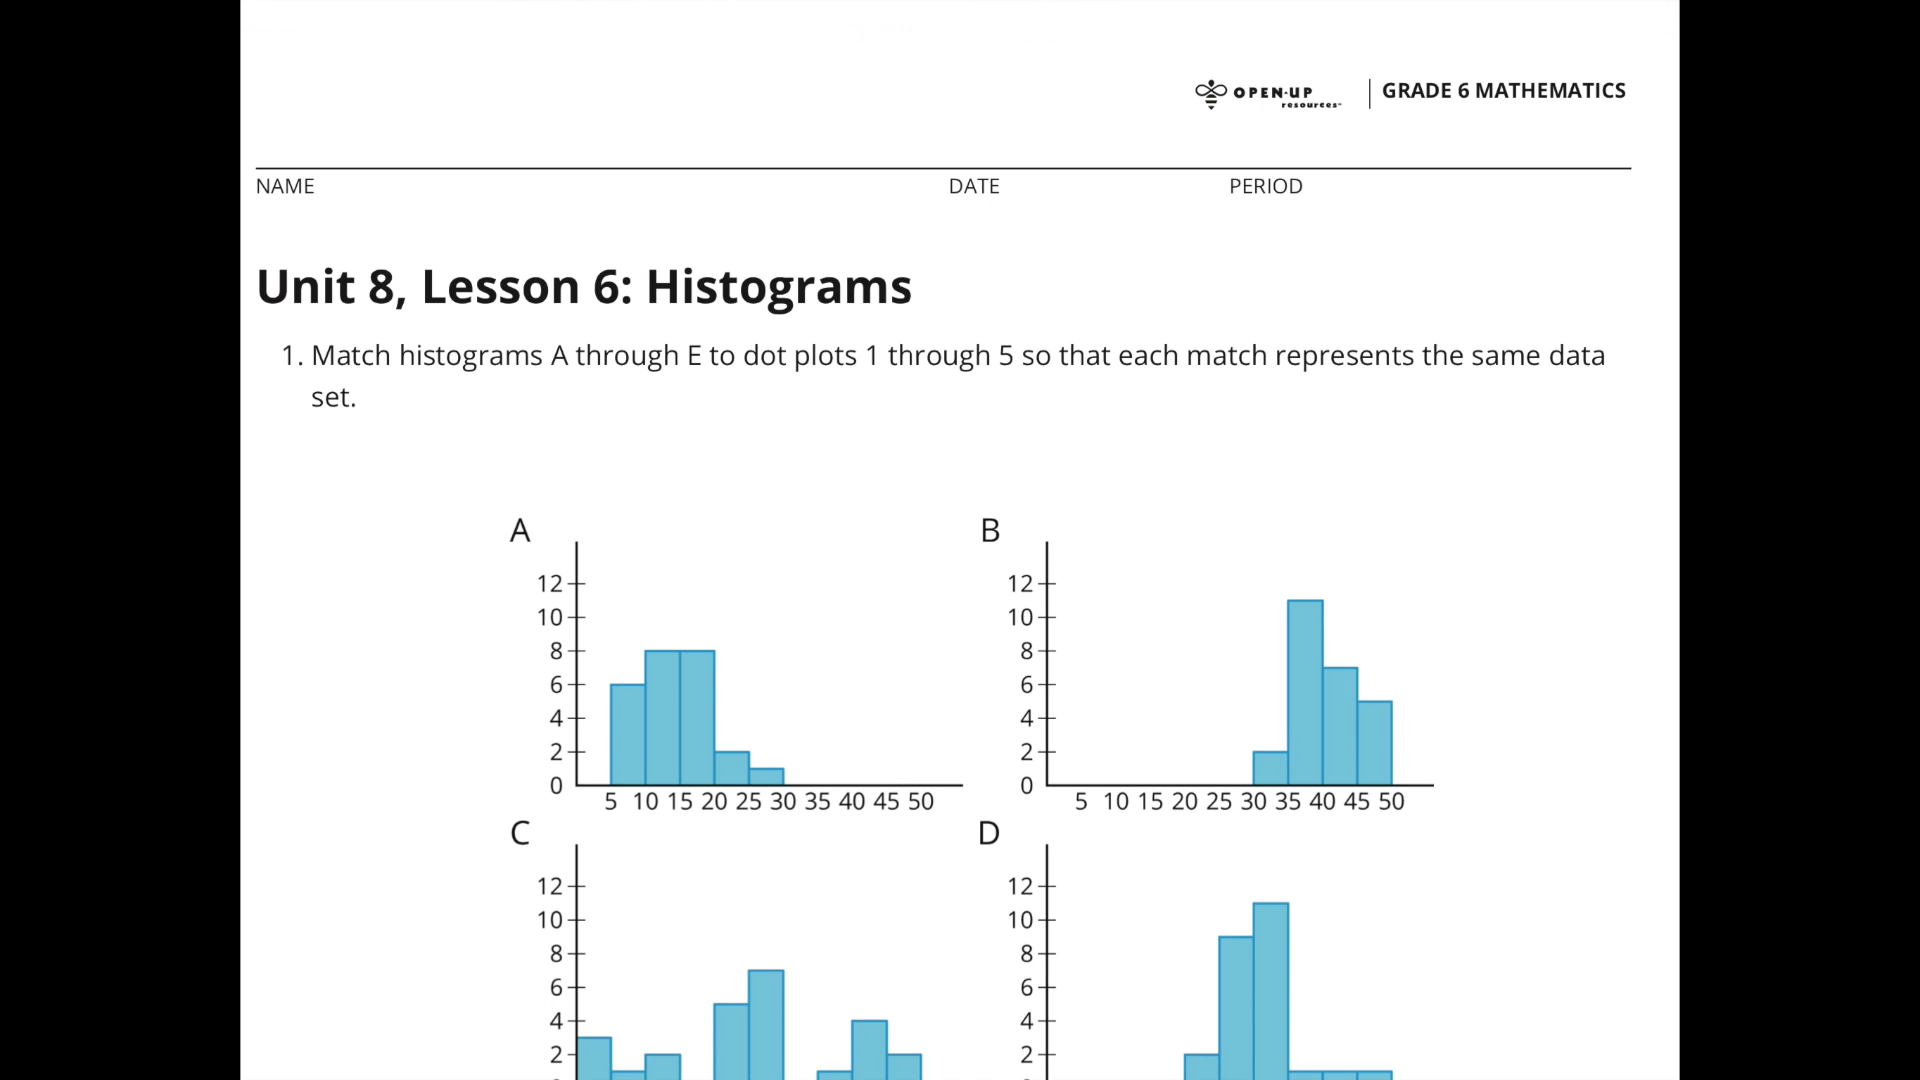 OPEN-UP
resources™
GRADE 6 MATHEMATICS
NAME DATE PERIOD
Unit 8, Lesson 6: Histograms
1. Match histograms A through E to dot plots 1 through 5 so that each match represents the same data
set.
A
12
10
8
6
4
2
0
5 10 15 20 25 30 35 40 45 50
B
12
10
8
6
4
2
0
5 10 15 20 25 30 35 40 45 50
C
12
10
8
6
4
2
D
12
10
8
6
4
2